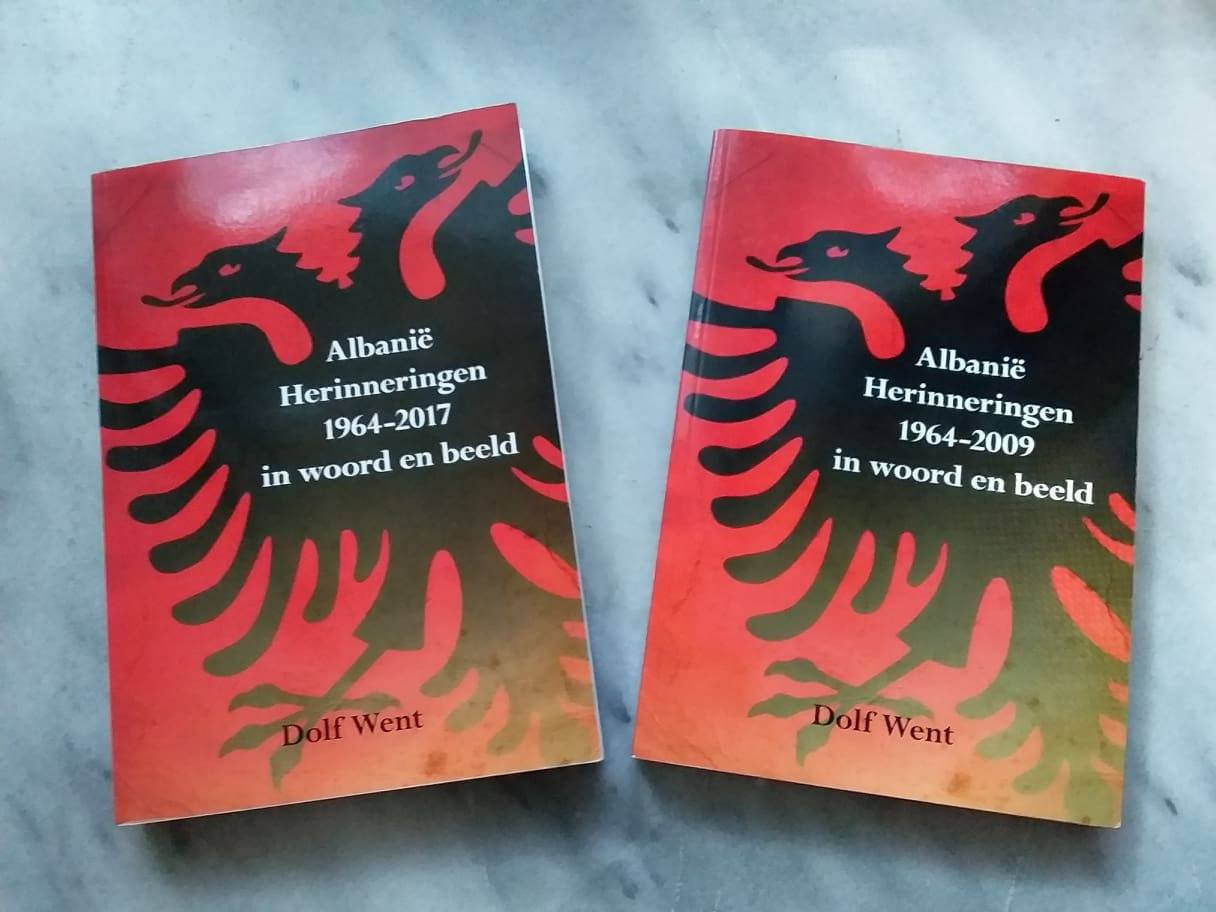 Albanië
Herinneringen
1964-2017
in woord en beeld
Dolf Went
Albanië
Herinneringen
1964-2009
in woord en beeld
Dolf Went